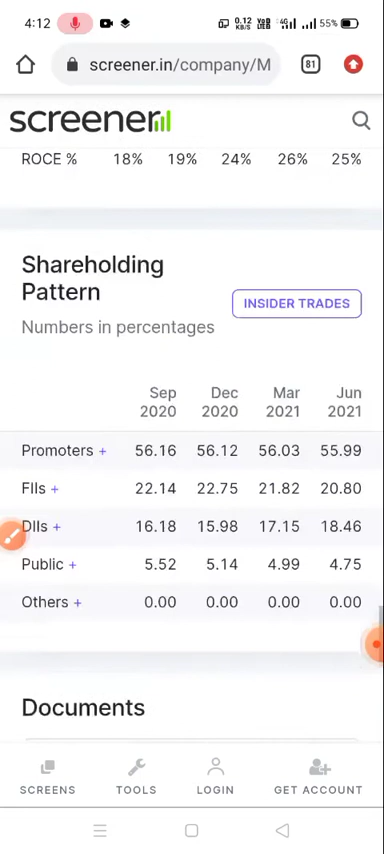 4:12 0.12 KB/S Vo) LTE 4G 55%
screener.in/company/M 81
screener
ROCE % 18% 19% 24% 26% 25%
Shareholding
Pattern
INSIDER TRADES
Numbers in percentages
Sep Dec Mar Jun
2020 2020 2021 2021
Promoters + 56.16 56.12 56.03 55.99
FIIs + 22.14 22.75 21.82 20.80
DIIs + 16.18 15.98 17.15 18.46
Public + 5.52 5.14 4.99 4.75
Others + 0.00 0.00 0.00 0.00
Documents
SCREENS TOOLS LOGIN GET ACCOUNT